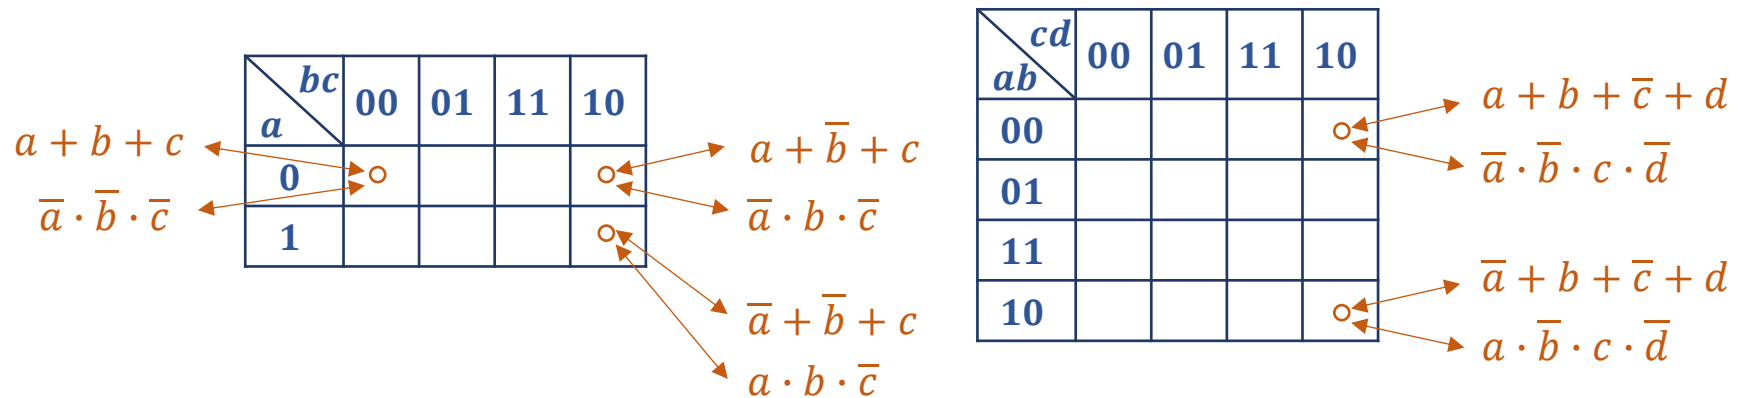 bc
a
00 01 11 10
0
1
a + b + c
a̅ · b̅ · c̅
a + b̅ + c
a̅ · b · c̅
a̅ + b̅ + c
a · b · c̅
cd
ab
00 01 11 10
00
01
11
10
a + b + c̅ + d
a̅ · b̅ · c · d̅
a̅ + b + c̅ + d
a · b̅ · c · d̅